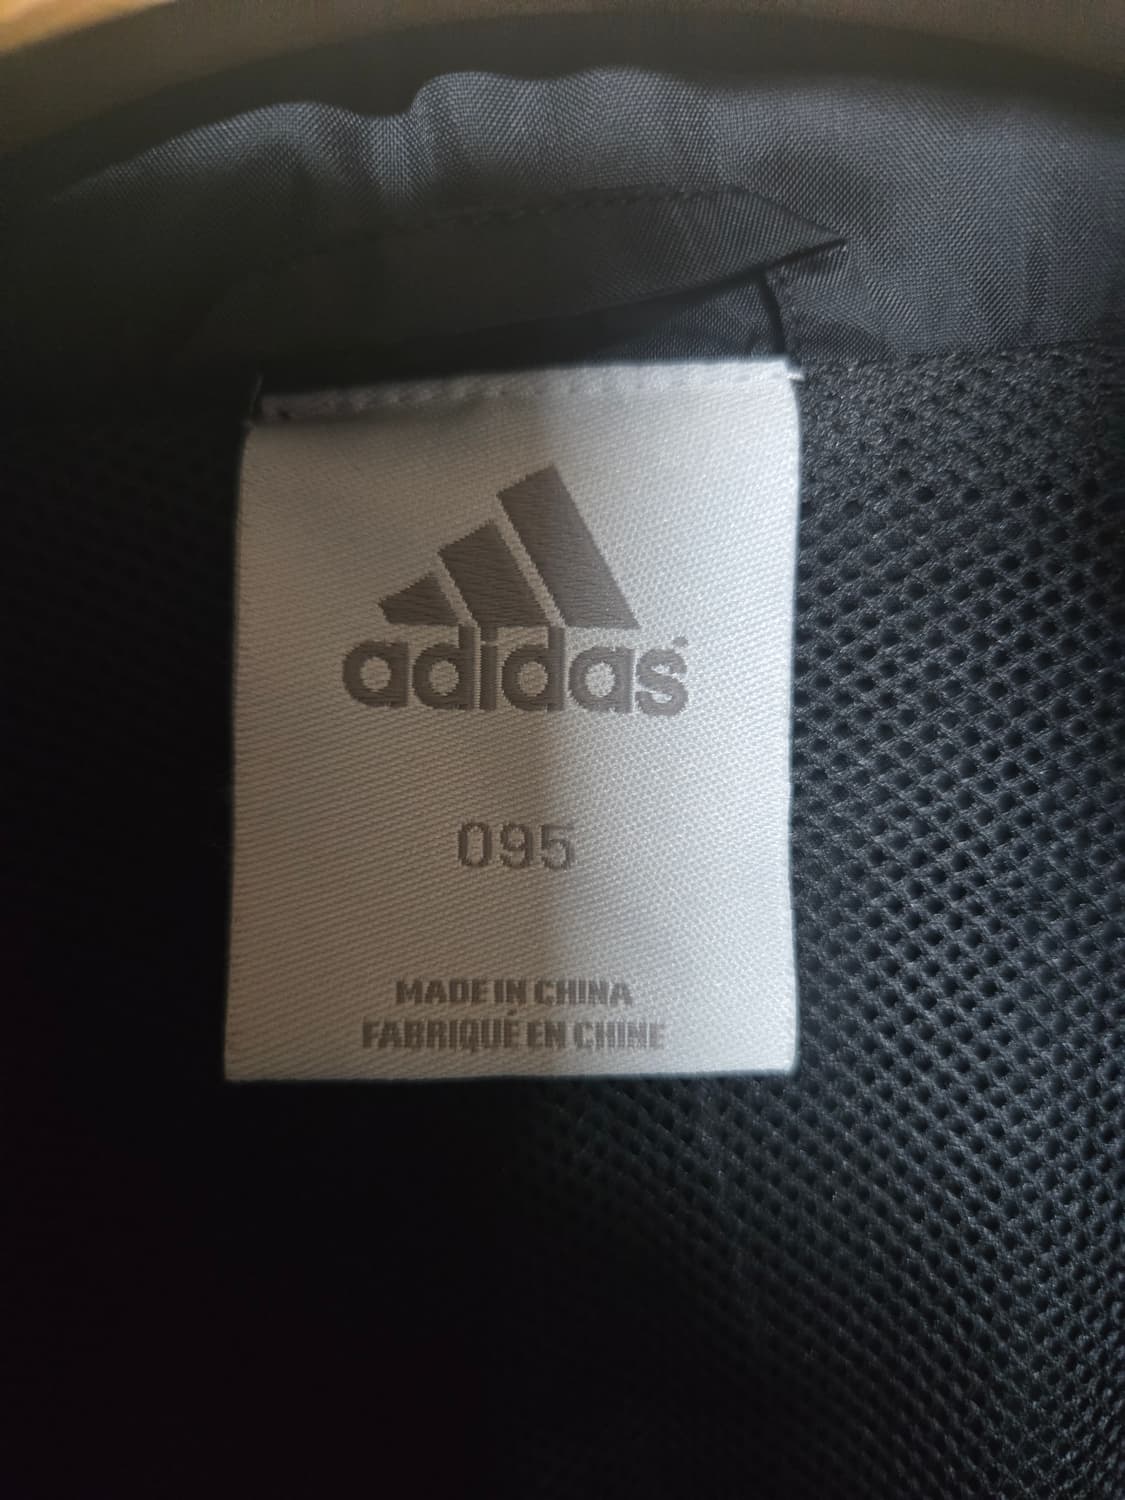 adidas
095
MADE IN CHINA
FABRIQUÉ EN CHINE